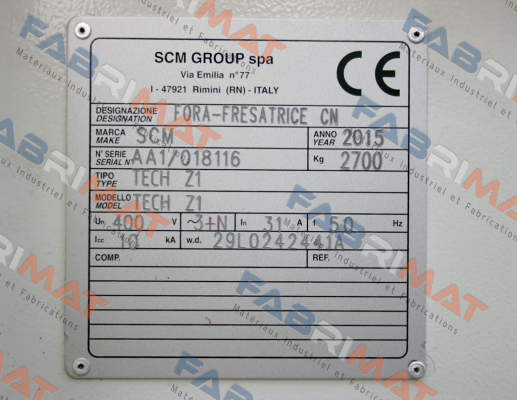 SCM GROUP spa
Via Emilia n°77
I - 47921 Rimini (RN) - ITALY
CE
DESIGNAZIONE
DESIGNATION FORA-FRESATRICE CN
MARCA
MAKE SCM ANNO
YEAR 2015
N° SERIE
SERIAL N° AA1/018116 Kg 2700
TIPO
TYPE TECH Z1
MODELLO
MODEL TECH Z1
Un 400 V ~ 3+N In 31 A f 50 Hz
Icc 10 kA w.d. 29L0242441A
COMP. REF.
FABRIMAT
Materiaux Industriel et Fabrications